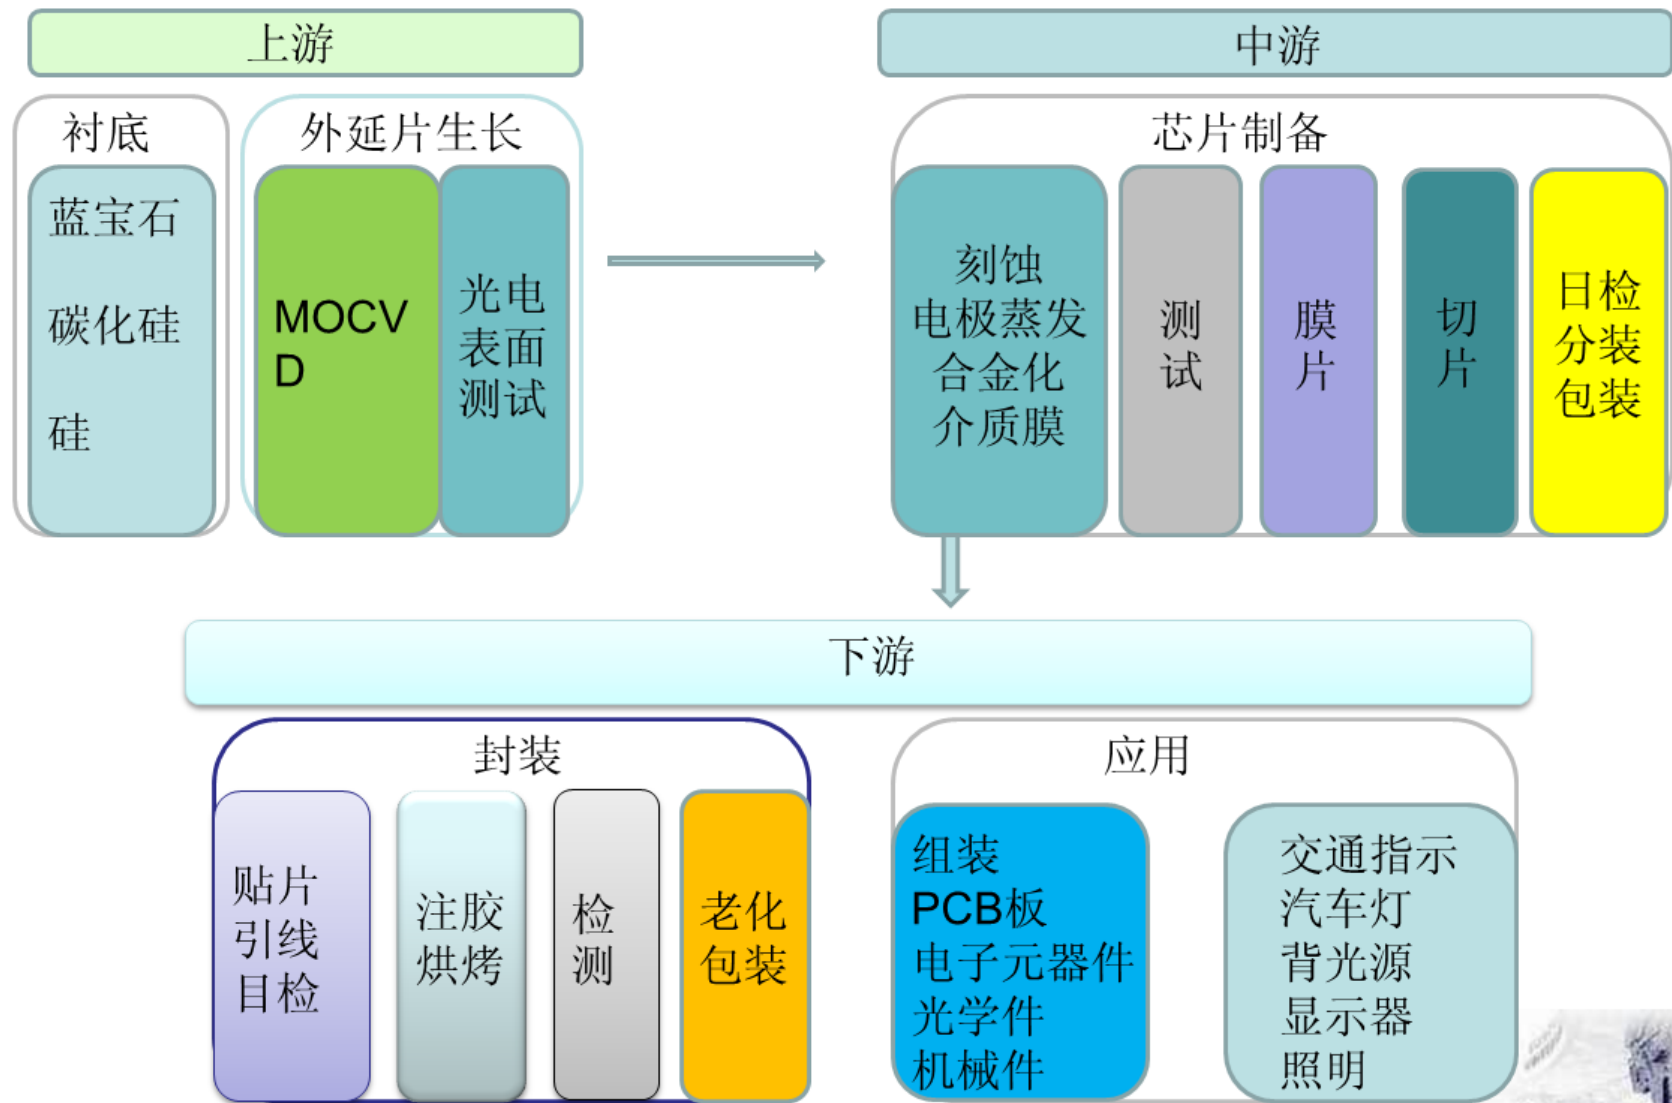 上游
衬底
蓝宝石
碳化硅
硅
外延片生长
MOCV
D
光电
表面
测试
中游
芯片制备
刻蚀
电极蒸发
合金化
介质膜
测
试
膜
片
切
片
日检
分装
包装
下游
封装
贴片
引线
目检
注胶
烘烤
检
测
老化
包装
应用
组装
PCB板
电子元器件
光学件
机械件
交通指示
汽车灯
背光源
显示器
照明